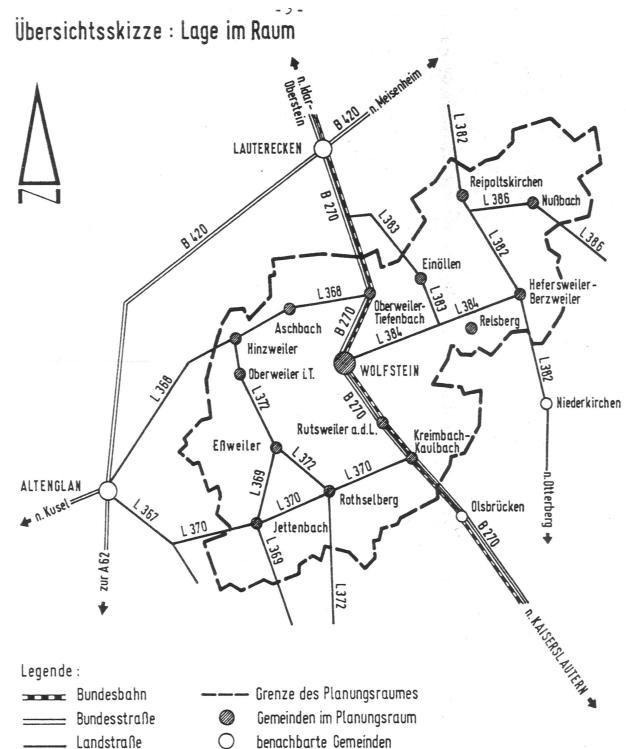 - 5 -
Übersichtsskizze : Lage im Raum
n. Idar-
Oberstein
n. Meisenheim
B 420
LAUTERECKEN
B 270
L 382
Reipoltskirchen
L 386
Nußbach
L 386
L 383
L 382
B 420
Einöllen
L 383
Hefersweiler-
Berzweiler
L 368
Oberweiler-
Tiefenbach
L 384
L 384
Relsberg
Aschbach
B 270
Hinzweiler
L 382
Oberweiler i.T.
WOLFSTEIN
L 368
L 372
B 270
Niederkirchen
Rutsweiler a.d.L.
Kreimbach-
Kaulbach
Eßweiler
L 372
L 370
L 369
n. Otterberg
ALTENGLAN
Rothselberg
n. Kusel
L 367
L 370
L 370
Olsbrücken
Jettenbach
B 270
L 369
zur A62
L 372
n. KAISERSLAUTERN
N
Legende :
Bundesbahn
Bundesstraße
Landstraße
Grenze des Planungsraumes
Gemeinden im Planungsraum
benachbarte Gemeinden